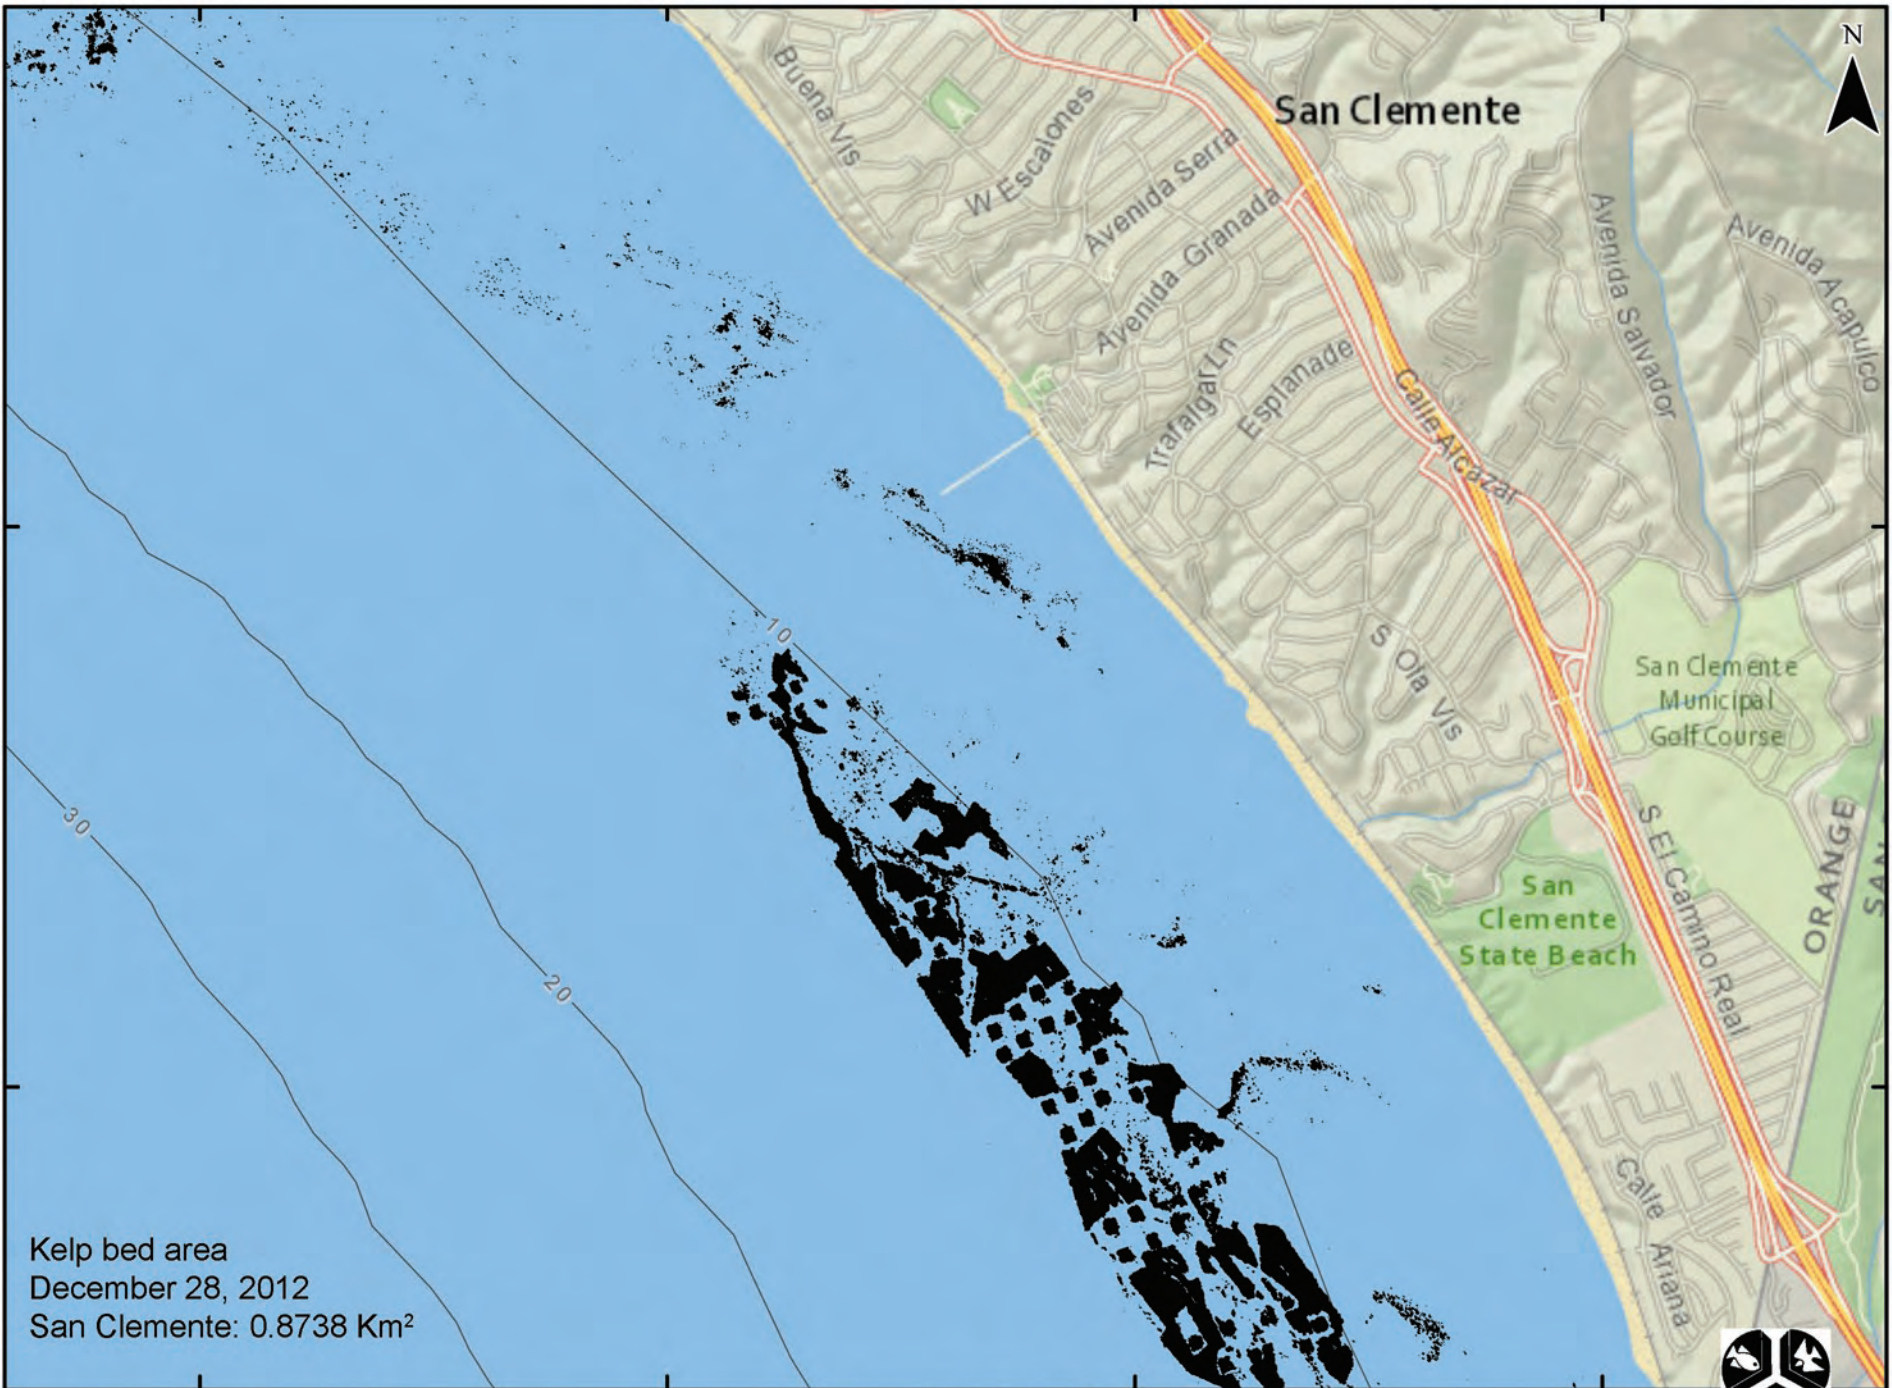 N
San Clemente
Buena Vis
W Escalones
Avenida Serra
Avenida Granada
Trafalgar Ln
Esplanade
Calle Alcazar
Avenida Salvador
Avenida Acapulco
S Ola Vis
San Clemente
Municipal
Golf Course
10
30
20
San
Clemente
State Beach
S El Camino Real
ORANGE
SAN
Calle Ariana
Kelp bed area
December 28, 2012
San Clemente: 0.8738 Km²